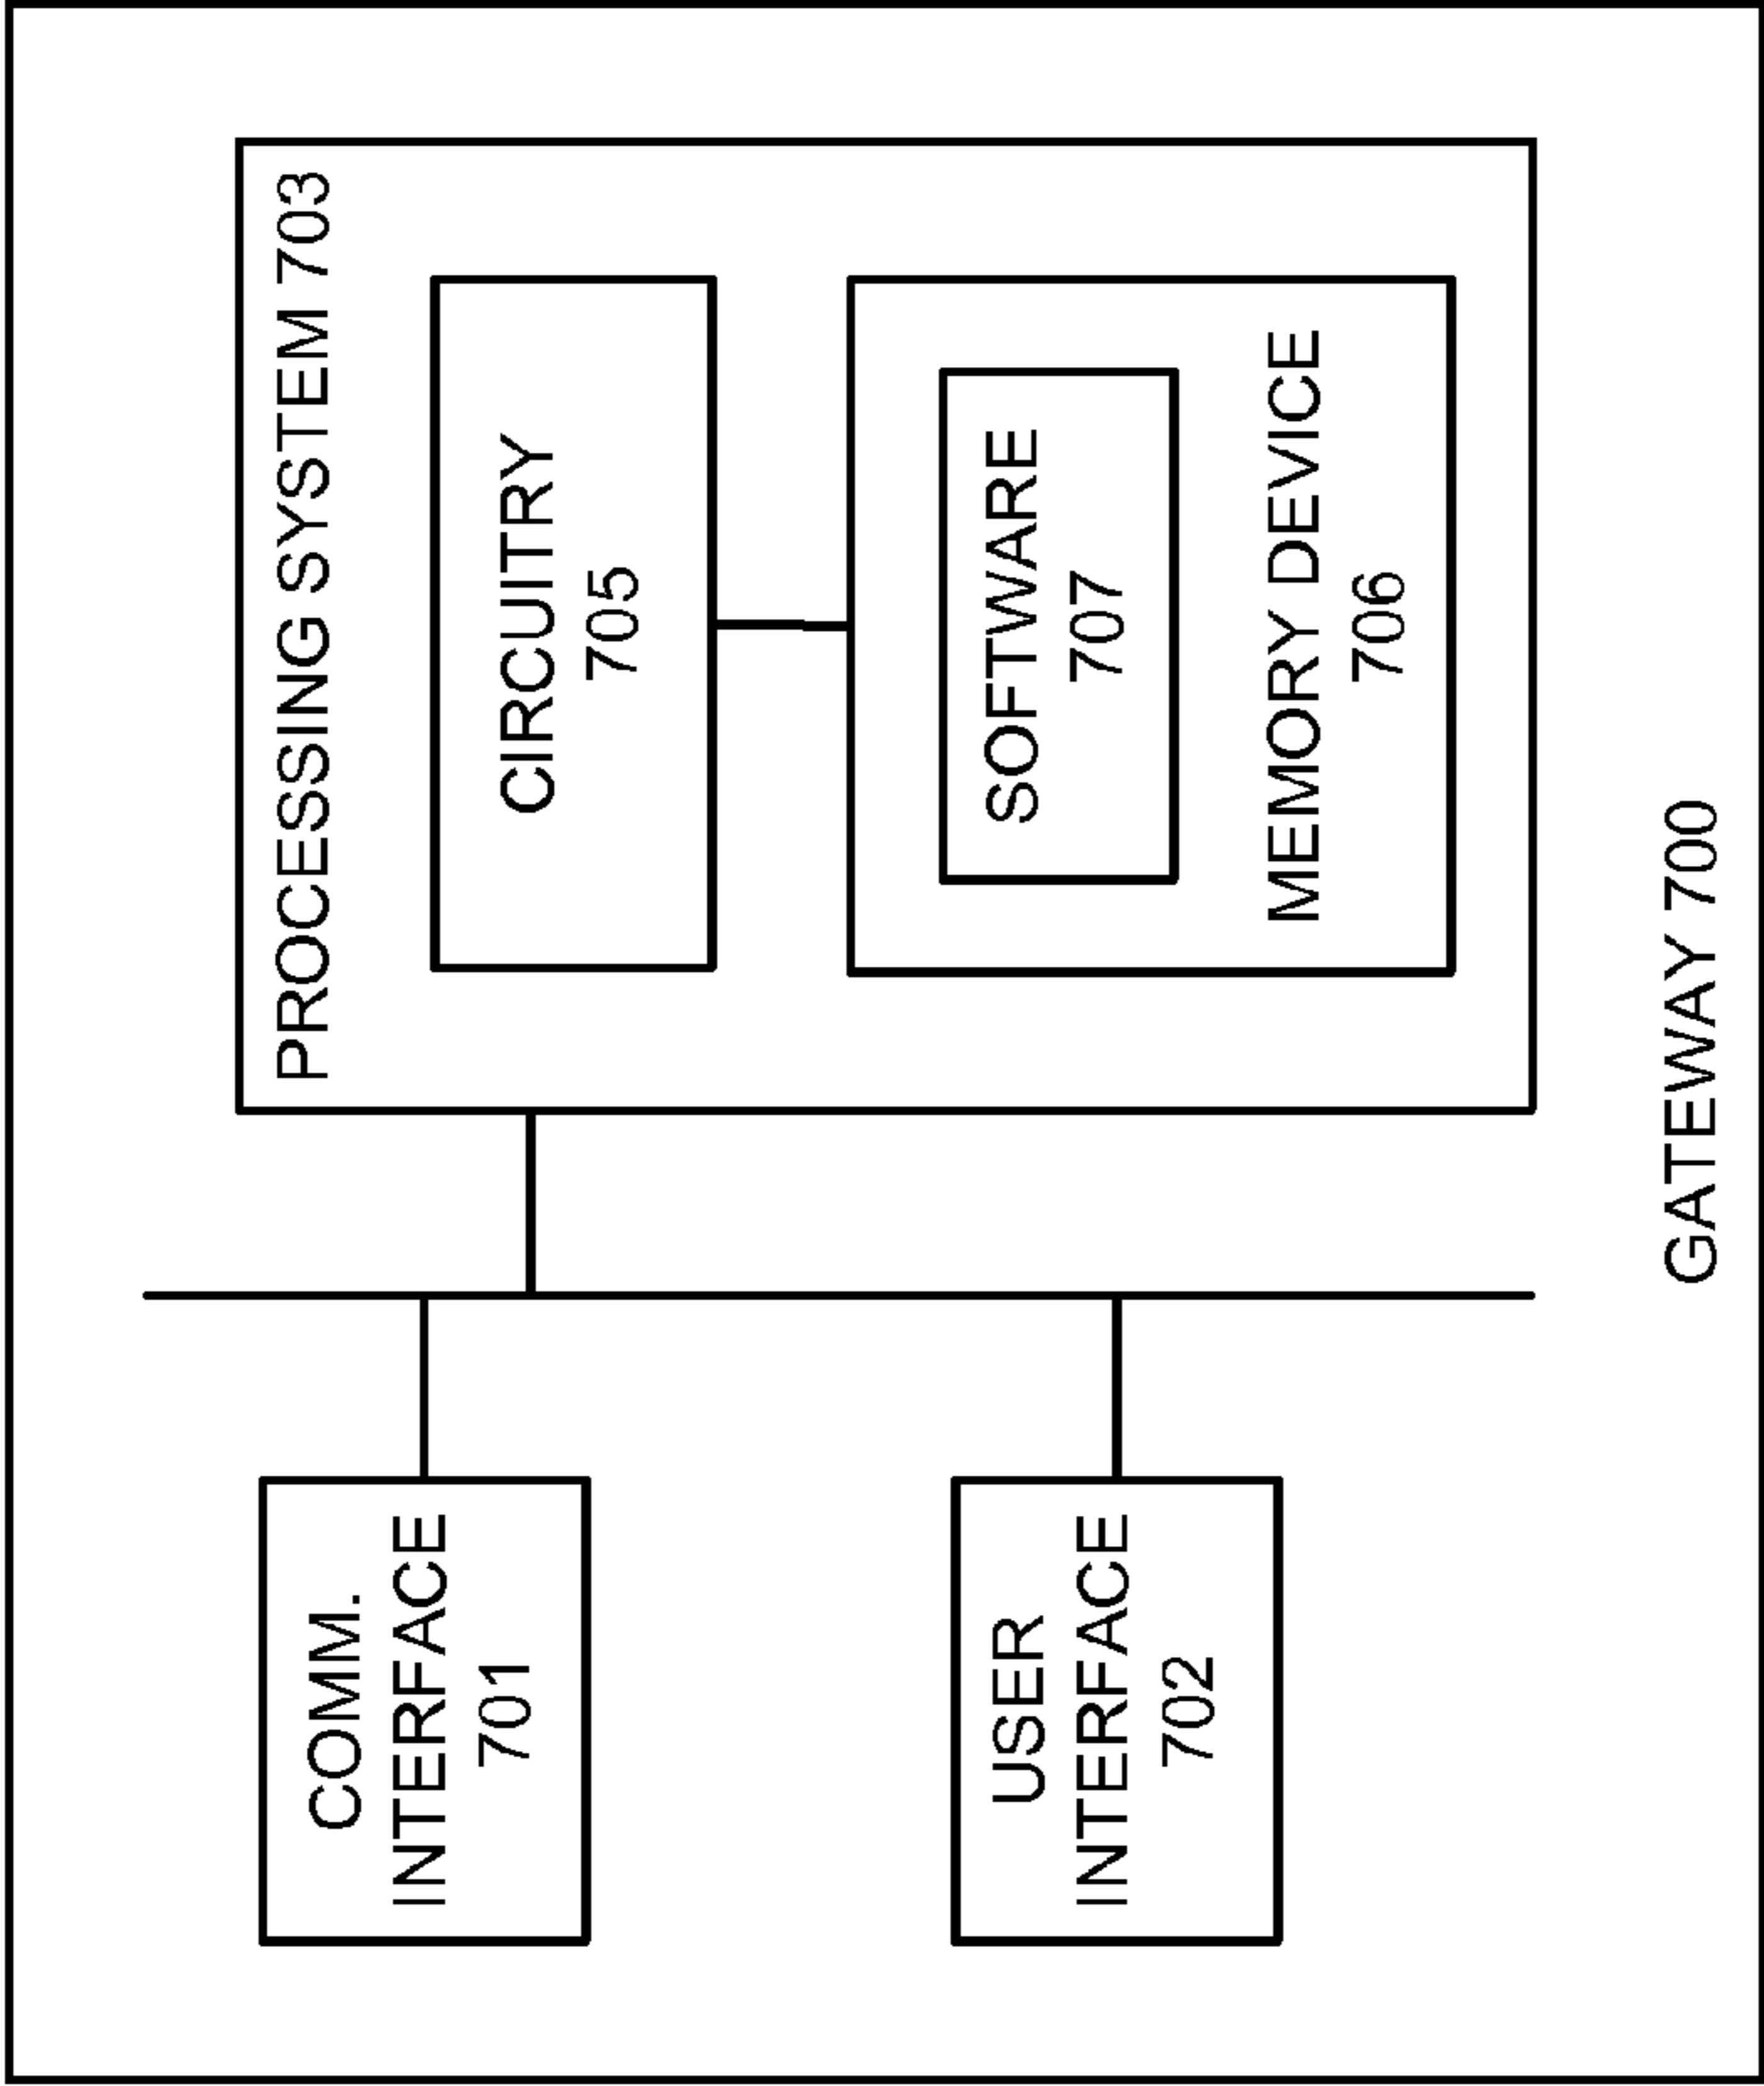 COMM.
INTERFACE
701
USER
INTERFACE
702
PROCESSING SYSTEM 703
CIRCUITRY
705
SOFTWARE
707
MEMORY DEVICE
706
GATEWAY 700